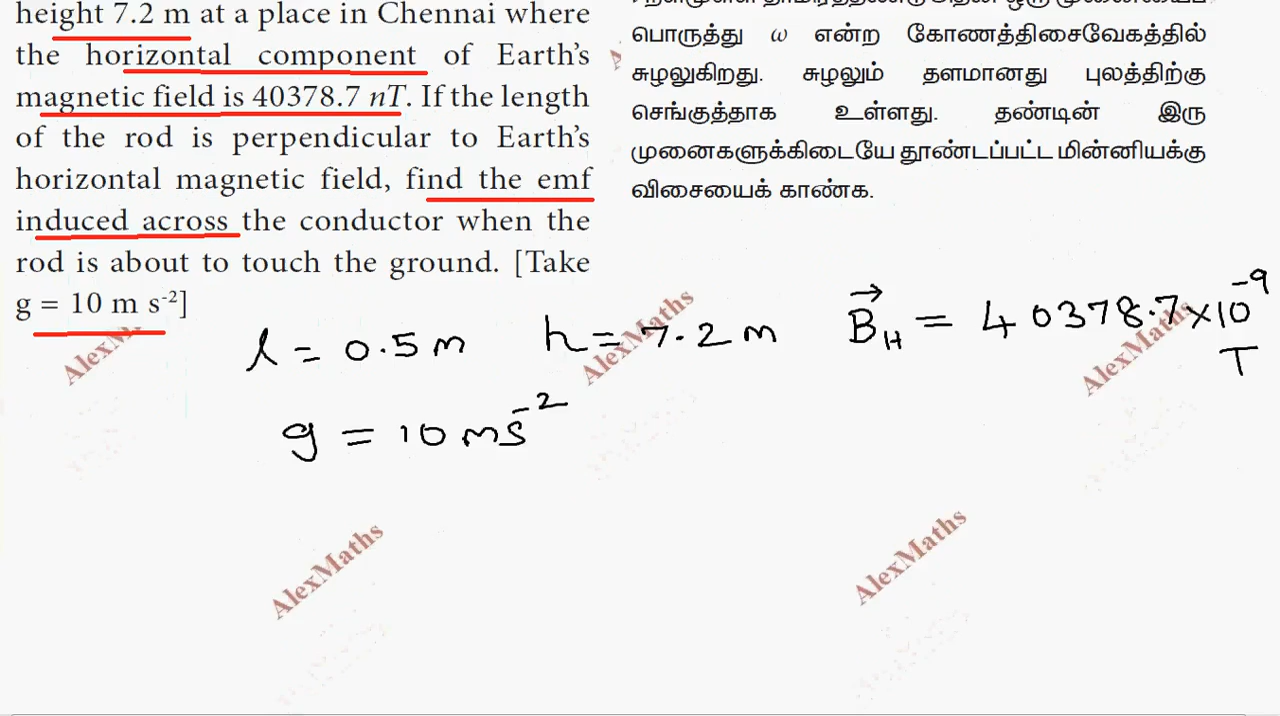 height 7.2 m at a place in Chennai where
the horizontal component of Earth's
magnetic field is 40378.7 nT. If the length
of the rod is perpendicular to Earth's
horizontal magnetic field, find the emf
induced across the conductor when the
rod is about to touch the ground. [Take
g = 10 m s-2]
பொருத்து ω என்ற கோணத்திசைவேகத்தில்
சுழலுகிறது. சுழலும் தளமானது புலத்திற்கு
செங்குத்தாக உள்ளது. தண்டின் இரு
முனைகளுக்கிடையே தூண்டப்பட்ட மின்னியக்கு
விசையைக் காண்க.
l = 0.5 m h = 7.2 m B⃗H = 40378.7×10-9
T
g = 10 ms-2
AlexMaths
AlexMaths
AlexMaths
AlexMaths
AlexMaths